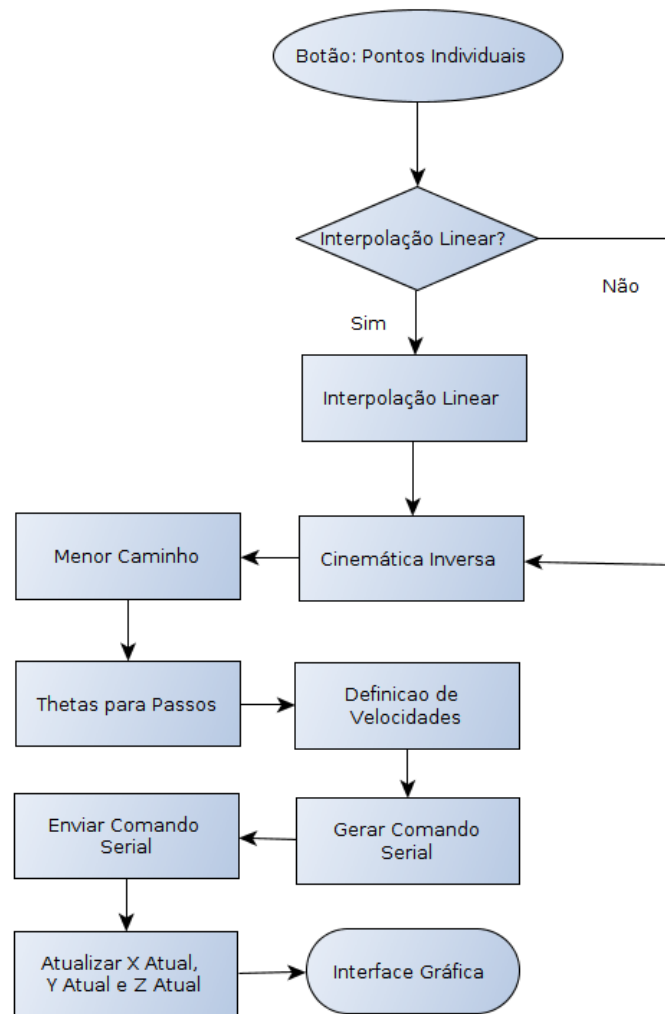 Botão: Pontos Individuais
Interpolação Linear?
Não
Sim
Interpolação Linear
Cinemática Inversa
Menor Caminho
Thetas para Passos
Definicao de
Velocidades
Gerar Comando
Serial
Enviar Comando
Serial
Atualizar X Atual,
Y Atual e Z Atual
Interface Gráfica